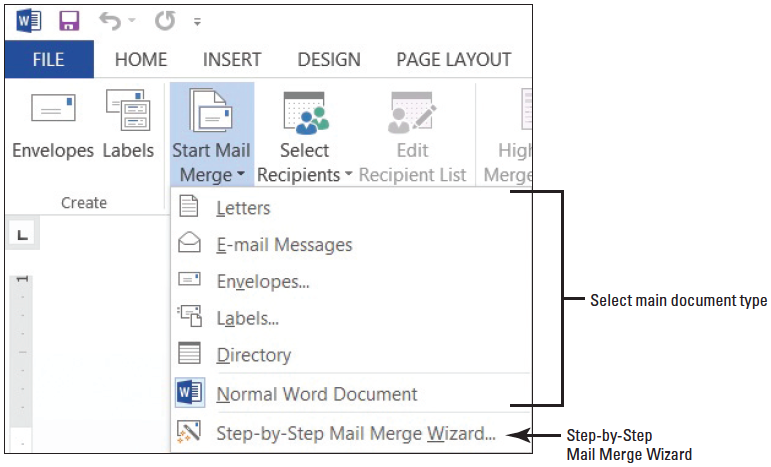 FILE HOME INSERT DESIGN PAGE LAYOUT
Envelopes Labels Start Mail Merge Select Recipients Edit Recipient List
Merge
Create
L
1
Letters
E-mail Messages
Envelopes...
Labels...
Directory
Normal Word Document
Step-by-Step Mail Merge Wizard...
Select main document type
Step-by-Step
Mail Merge Wizard